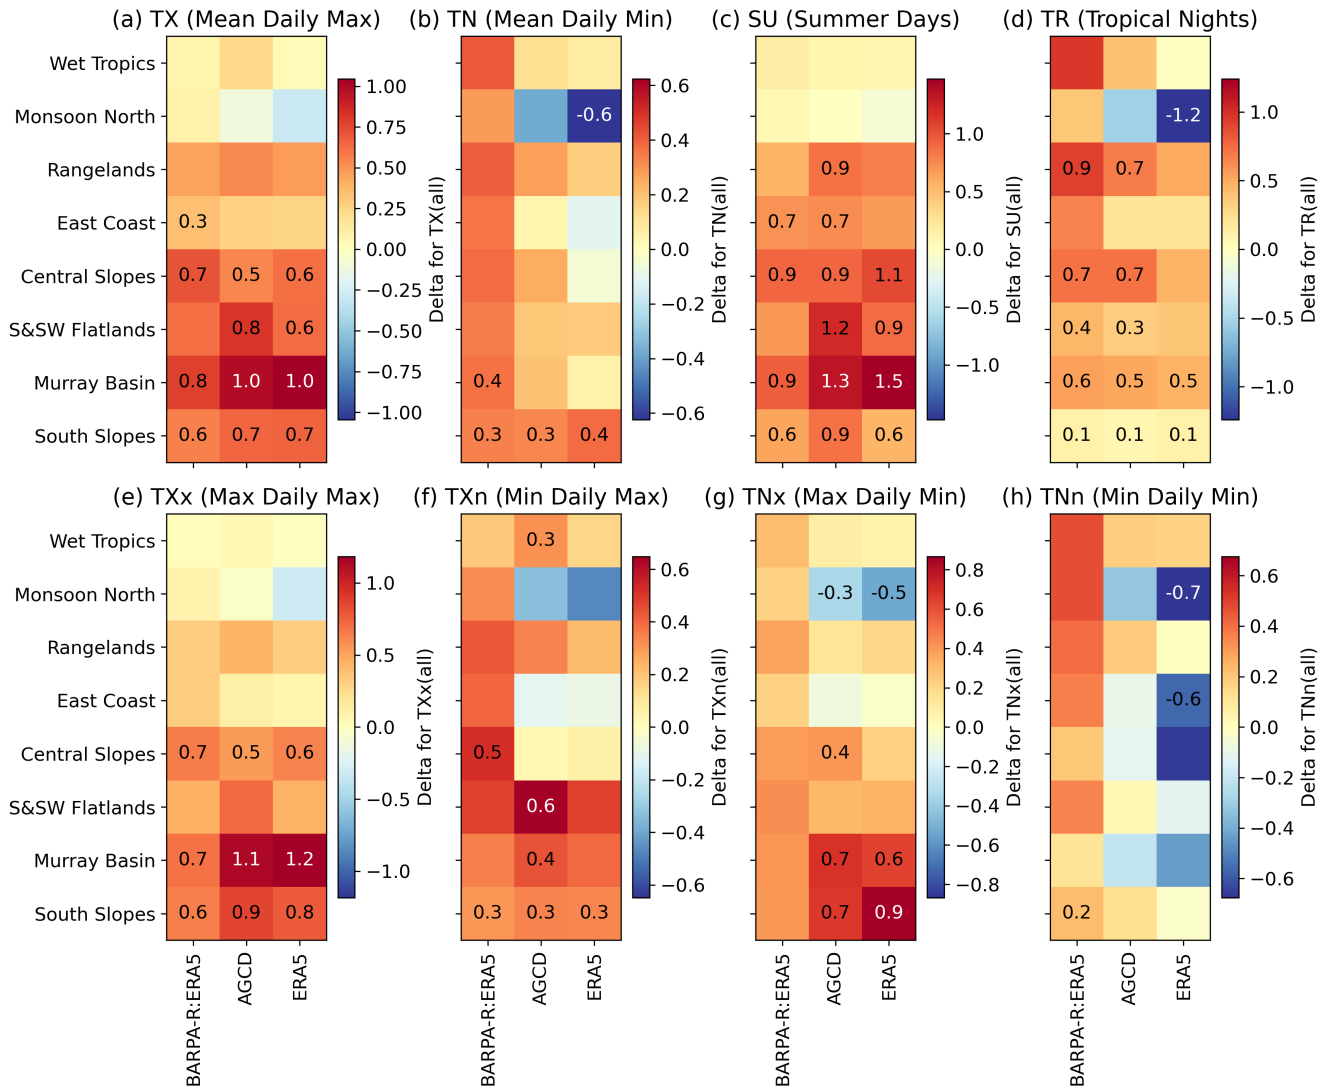 (a) TX (Mean Daily Max)
(b) TN (Mean Daily Min)
(c) SU (Summer Days)
(d) TR (Tropical Nights)
Wet Tropics
Monsoon North
Rangelands
East Coast
Central Slopes
S&SW Flatlands
Murray Basin
South Slopes
0.3
0.7 0.5 0.6
0.8 0.6
0.8 1.0 1.0
0.6 0.7 0.7
1.00
0.75
0.50
0.25
0.00
−0.25
−0.50
−0.75
−1.00
Delta for TX(all)
-0.6
0.4
0.3 0.3 0.4
0.6
0.4
0.2
0.0
−0.2
−0.4
−0.6
Delta for TN(all)
0.9
0.7 0.7
0.9 0.9 1.1
1.2 0.9
0.9 1.3 1.5
0.6 0.9 0.6
1.0
0.5
0.0
−0.5
−1.0
Delta for SU(all)
-1.2
0.9 0.7
0.7 0.7
0.4 0.3
0.6 0.5 0.5
0.1 0.1 0.1
1.0
0.5
0.0
−0.5
−1.0
Delta for TR(all)
(e) TXx (Max Daily Max)
(f) TXn (Min Daily Max)
(g) TNx (Max Daily Min)
(h) TNn (Min Daily Min)
Wet Tropics
Monsoon North
Rangelands
East Coast
Central Slopes
S&SW Flatlands
Murray Basin
South Slopes
0.7 0.5 0.6
0.7 1.1 1.2
0.6 0.9 0.8
1.0
0.5
0.0
−0.5
−1.0
Delta for TXx(all)
0.3
0.5
0.6
0.4
0.3 0.3 0.3
0.6
0.4
0.2
0.0
−0.2
−0.4
−0.6
Delta for TXn(all)
-0.3 -0.5
0.4
0.7 0.6
0.7 0.9
0.8
0.6
0.4
0.2
0.0
−0.2
−0.4
−0.6
−0.8
Delta for TNx(all)
-0.7
-0.6
0.2
0.6
0.4
0.2
0.0
−0.2
−0.4
−0.6
Delta for TNn(all)
BARPA-R:ERA5
AGCD
ERA5
BARPA-R:ERA5
AGCD
ERA5
BARPA-R:ERA5
AGCD
ERA5
BARPA-R:ERA5
AGCD
ERA5